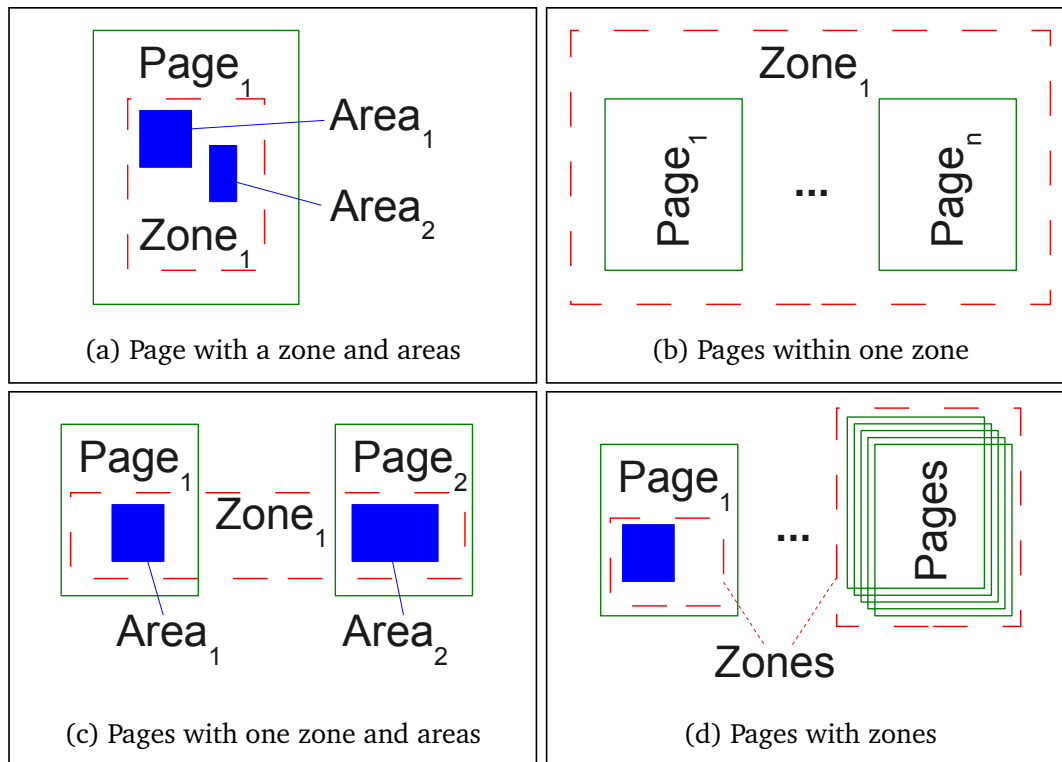 Page₁
Area₁
Area₂
Zone₁
(a) Page with a zone and areas
Zone₁
Page₁
...
Pageₙ
(b) Pages within one zone
Page₁
Page₂
Zone₁
Area₁
Area₂
(c) Pages with one zone and areas
Page₁
...
Pages
Zones
(d) Pages with zones